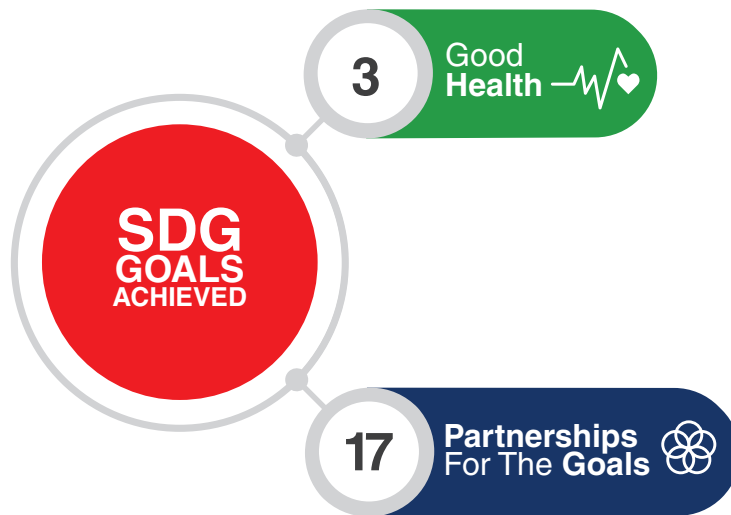 3
Good
Health
SDG
GOALS
ACHIEVED
17
Partnerships
For The Goals